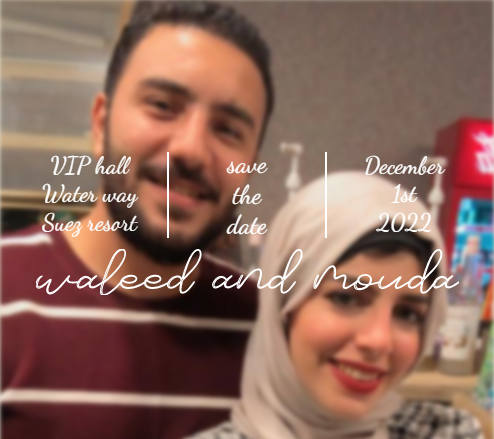 VIP hall
Water way
Suez resort
save
the
date
December
1st
2022
waleed and mouda